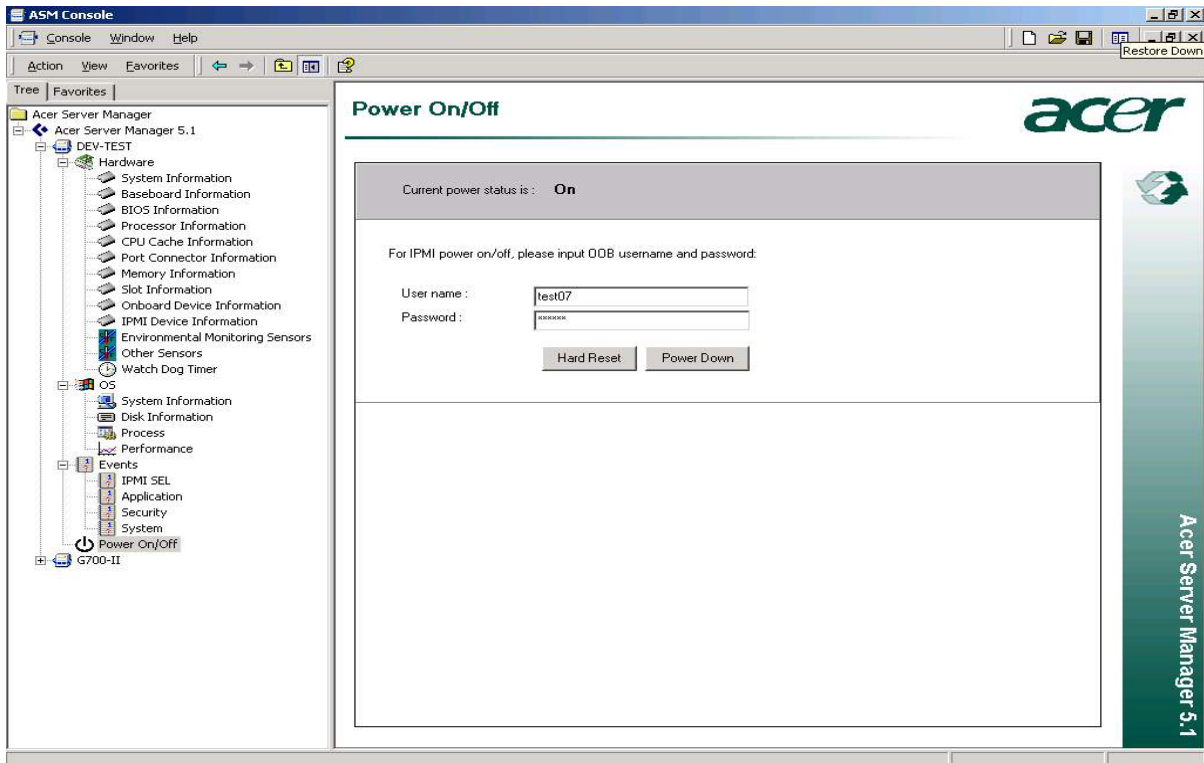 ASM Console
Console Window Help
Restore Down
Action View Favorites
Tree Favorites
Acer Server Manager
Acer Server Manager 5.1
DEV-TEST
Hardware
System Information
Baseboard Information
BIOS Information
Processor Information
CPU Cache Information
Port Connector Information
Memory Information
Slot Information
Onboard Device Information
IPMI Device Information
Environmental Monitoring Sensors
Other Sensors
Watch Dog Timer
OS
System Information
Disk Information
Process
Performance
Events
IPMI SEL
Application
Security
System
Power On/Off
G700-II
Power On/Off
acer
Current power status is : On
For IPMI power on/off, please input OOB username and password:
User name : test07
Password : ******
Hard Reset Power Down
Acer Server Manager 5.1